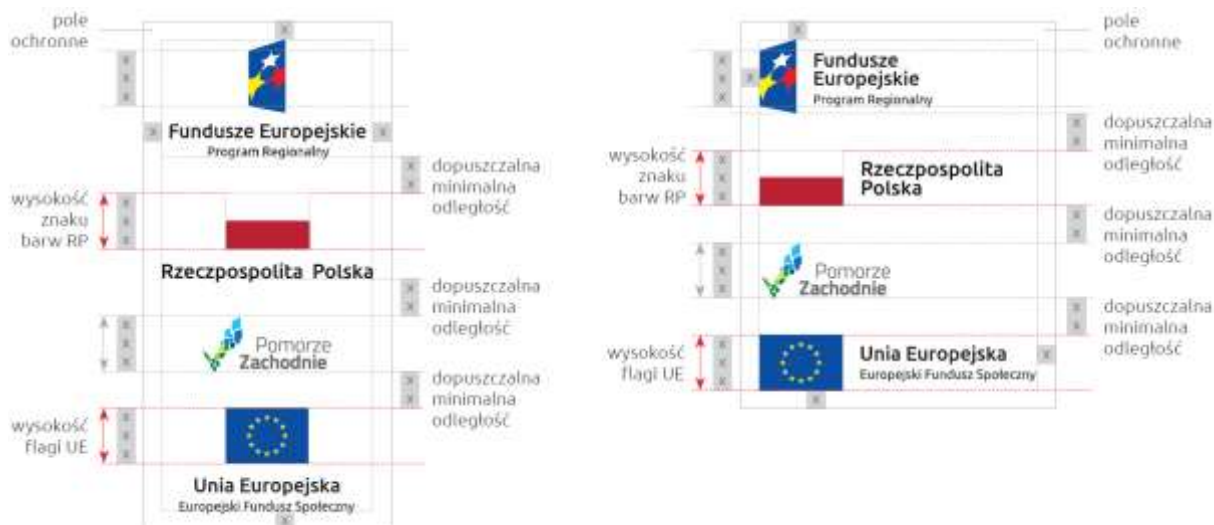 pole
ochronne
x
x
x
x
Fundusze Europejskie
Program Regionalny
x
x
dopuszczalna
minimalna
odległość
x
x
wysokość
znaku
barw RP
x
x
x
Rzeczpospolita Polska
dopuszczalna
minimalna
odległość
x
x
x
x
x
Pomorze
Zachodnie
dopuszczalna
minimalna
odległość
x
x
wysokość
flagi UE
x
x
x
Unia Europejska
Europejski Fundusz Społeczny
x
pole
ochronne
x
x
x
x
x
Fundusze
Europejskie
Program Regionalny
dopuszczalna
minimalna
odległość
x
x
wysokość
znaku
barw RP
x
x
x
Rzeczpospolita
Polska
dopuszczalna
minimalna
odległość
x
x
x
x
x
Pomorze
Zachodnie
dopuszczalna
minimalna
odległość
x
x
wysokość
flagi UE
x
x
x
Unia Europejska
Europejski Fundusz Społeczny
x
x